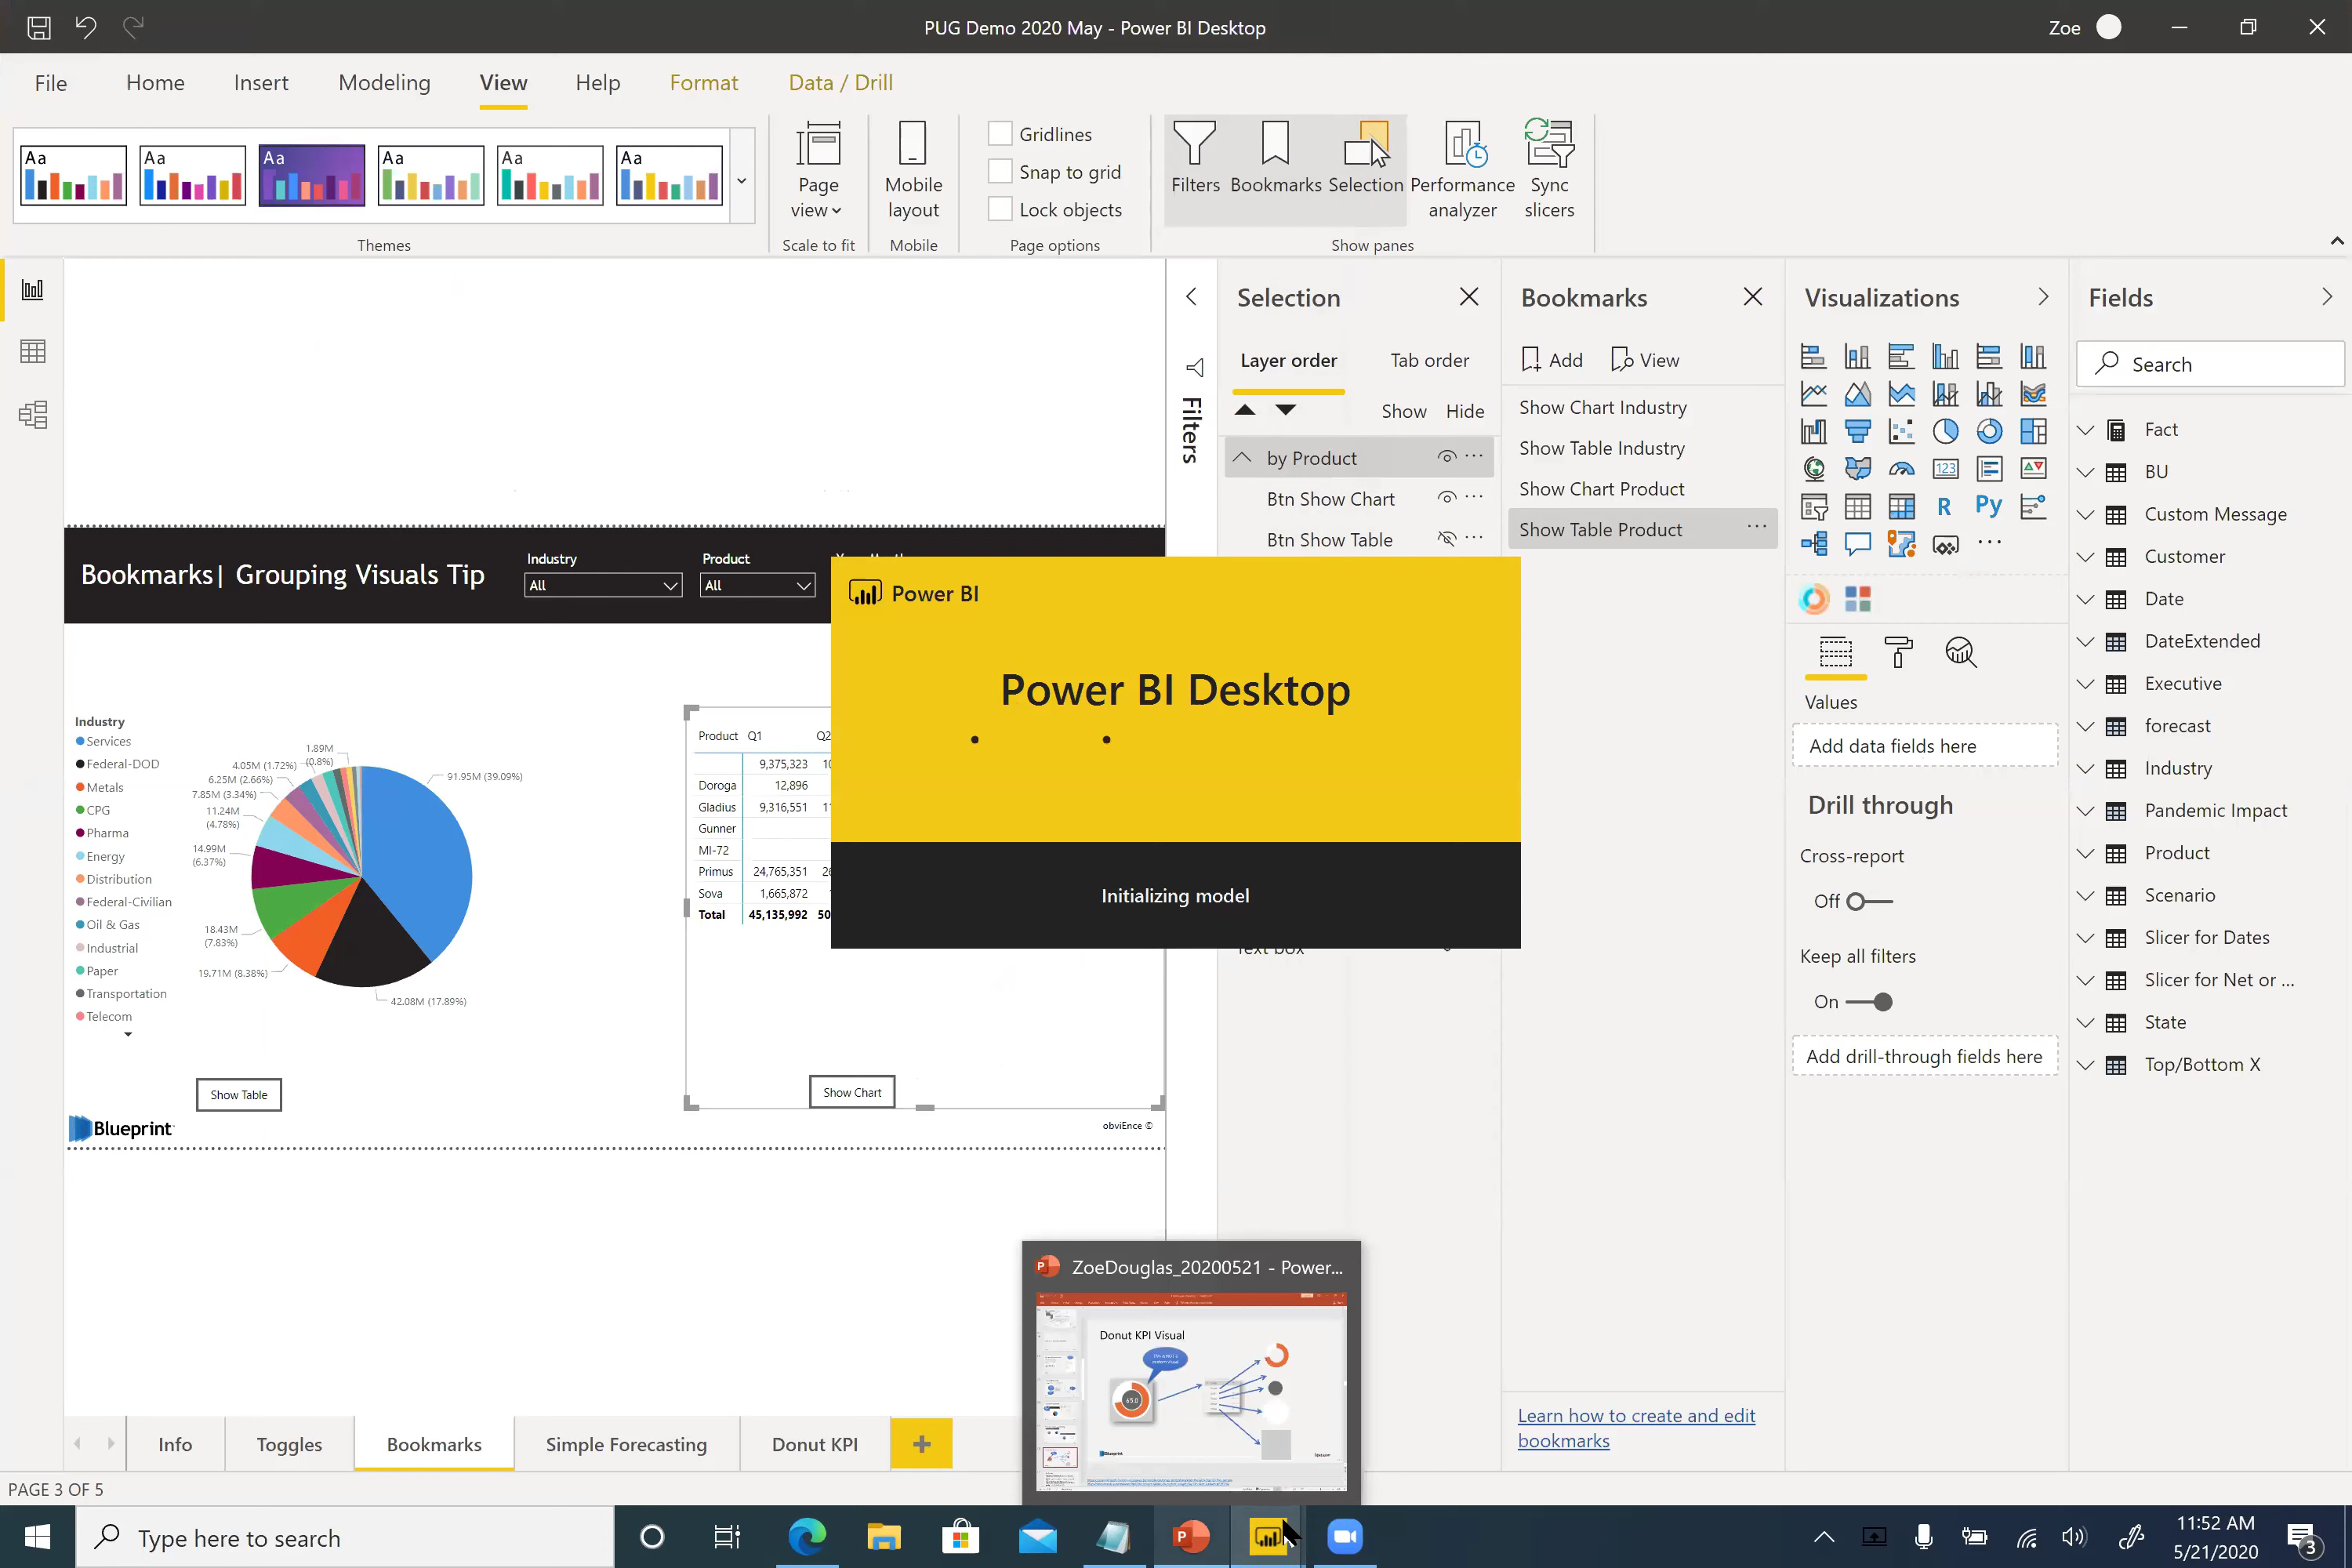 PUG Demo 2020 May - Power BI Desktop
Zoe
File Home Insert Modeling View Help Format Data / Drill
Aa Aa Aa Aa Aa Aa
Themes
Page view
Scale to fit
Mobile layout
Mobile
Gridlines
Snap to grid
Lock objects
Page options
Filters
Bookmarks
Selection
Performance analyzer
Sync slicers
Show panes
Bookmarks| Grouping Visuals Tip
Industry
All
Product
All
Industry
Services
Federal-DOD
Metals
CPG
Pharma
Energy
Distribution
Federal-Civilian
Oil & Gas
Industrial
Paper
Transportation
Telecom
1.89M
(0.8%)
4.05M (1.72%)
6.25M (2.66%)
7.85M (3.34%)
11.24M
(4.78%)
14.99M
(6.37%)
18.43M
(7.83%)
19.71M (8.38%)
42.08M (17.89%)
91.95M (39.09%)
Show Table
Blueprint
Product Q1 Q2
9,375,323
Doroga 12,896
Gladius 9,316,551
Gunner
MI-72
Primus 24,765,351
Sova 1,665,872
Total 45,135,992
Show Chart
obviEnce ©
Filters
Selection
Layer order
Tab order
Show Hide
by Product
Btn Show Chart
Btn Show Table
Text box
Bookmarks
Add View
Show Chart Industry
Show Table Industry
Show Chart Product
Show Table Product
Learn how to create and edit
bookmarks
Power BI
Power BI Desktop
Initializing model
Visualizations
123
R
Py
Values
Add data fields here
Drill through
Cross-report
Off
Keep all filters
On
Add drill-through fields here
Fields
Search
Fact
BU
Custom Message
Customer
Date
DateExtended
Executive
forecast
Industry
Pandemic Impact
Product
Scenario
Slicer for Dates
Slicer for Net or ...
State
Top/Bottom X
ZoeDouglas_20200521 - Power...
Donut KPI Visual
Blueprint
Info
Toggles
Bookmarks
Simple Forecasting
Donut KPI
PAGE 3 OF 5
Type here to search
11:52 AM
5/21/2020
3